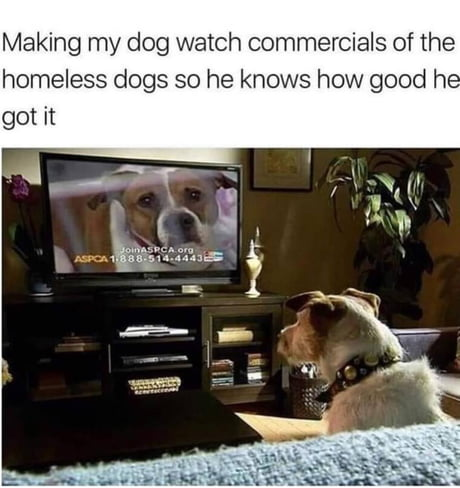 Making my dog watch commercials of the
homeless dogs so he knows how good he
got it
JoinASPCA.org
ASPCA 1-888-514-4443